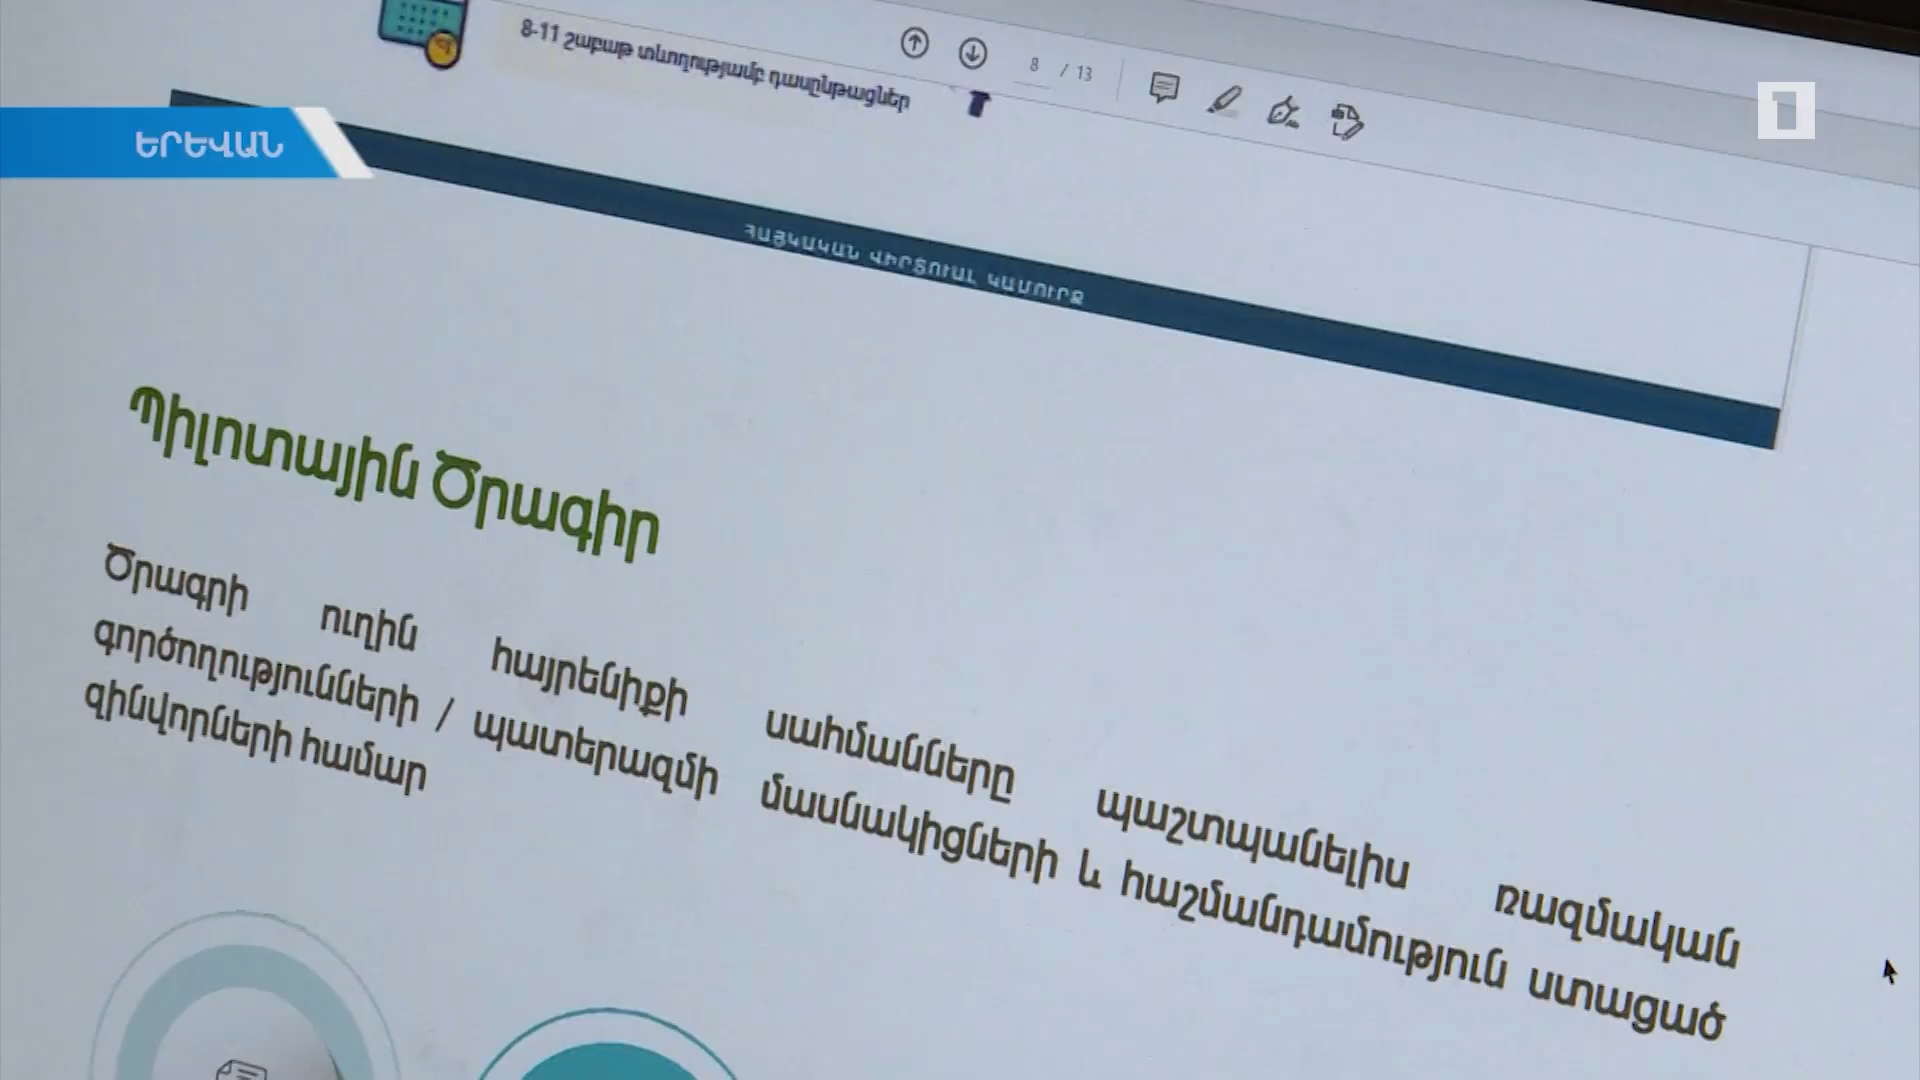 8-11 շաբաթ տևողությամբ դասընթացներ
8 / 13
1
ԵՐԵՎԱՆ
ՀԱՅԿԱԿԱՆ ՎԻՐՏՈՒԱԼ ԿԱՄՈՒՐՋ
Պիլոտային Ծրագիր
Ծրագրի ուղին հայրենիքի սահմանները պաշտպանելիս ռազմական
գործողությունների / պատերազմի մասնակիցների և հաշմանդամություն ստացած
զինվորների համար